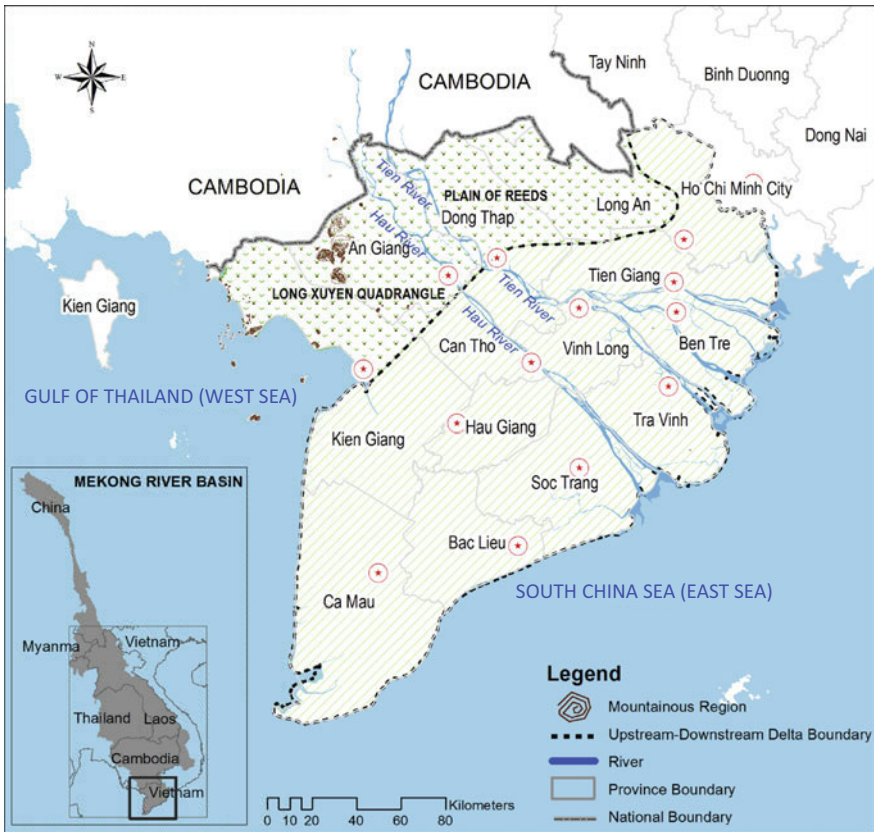 N
W
E
S
CAMBODIA
Tay Ninh
Binh Duonng
Dong Nai
Ho Chi Minh City
CAMBODIA
Tien River
PLAIN OF REEDS
Dong Thap
Long An
Hau River
An Giang
Kien Giang
LONG XUYEN QUADRANGLE
Tien River
Tien Giang
Hau River
Can Tho
Vinh Long
Ben Tre
GULF OF THAILAND (WEST SEA)
Kien Giang
Hau Giang
Tra Vinh
Soc Trang
Bac Lieu
Ca Mau
SOUTH CHINA SEA (EAST SEA)
MEKONG RIVER BASIN
China
Myanma
Vietnam
Thailand
Laos
Cambodia
Vietnam
Kilometers
0 5 10 20 40 60 80
Legend
Mountainous Region
Upstream-Downstream Delta Boundary
River
Province Boundary
National Boundary